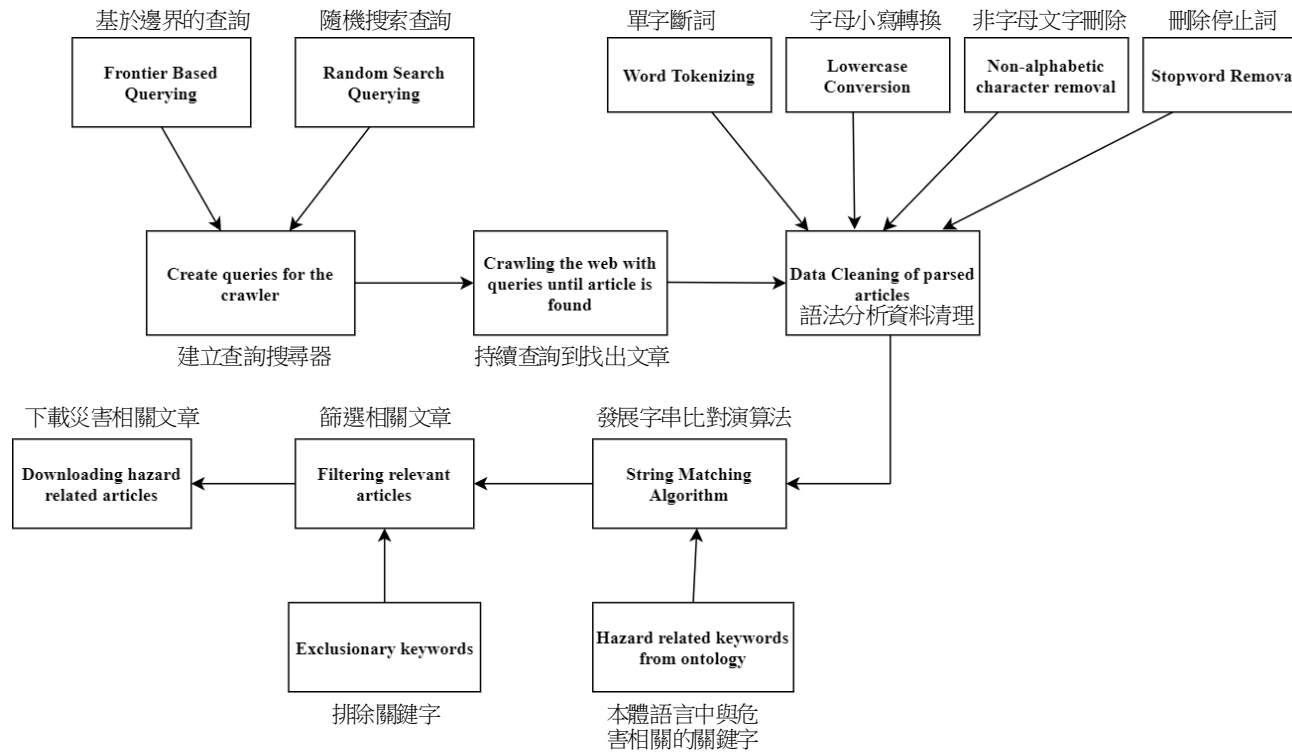 基於邊界的查詢
Frontier Based
Querying
隨機搜索查詢
Random Search
Querying
單字斷詞
Word Tokenizing
字母小寫轉換
Lowercase
Conversion
非字母文字刪除
Non-alphabetic
character removal
刪除停止詞
Stopword Remova
Create queries for the
crawler
建立查詢搜尋器
Crawling the web with
queries until article is
found
持續查詢到找出文章
Data Cleaning of parsed
articles
語法分析資料清理
下載災害相關文章
Downloading hazard
related articles
篩選相關文章
Filtering relevant
articles
發展字串比對演算法
String Matching
Algorithm
Exclusionary keywords
排除關鍵字
Hazard related keywords
from ontology
本體語言中與危
害相關的關鍵字